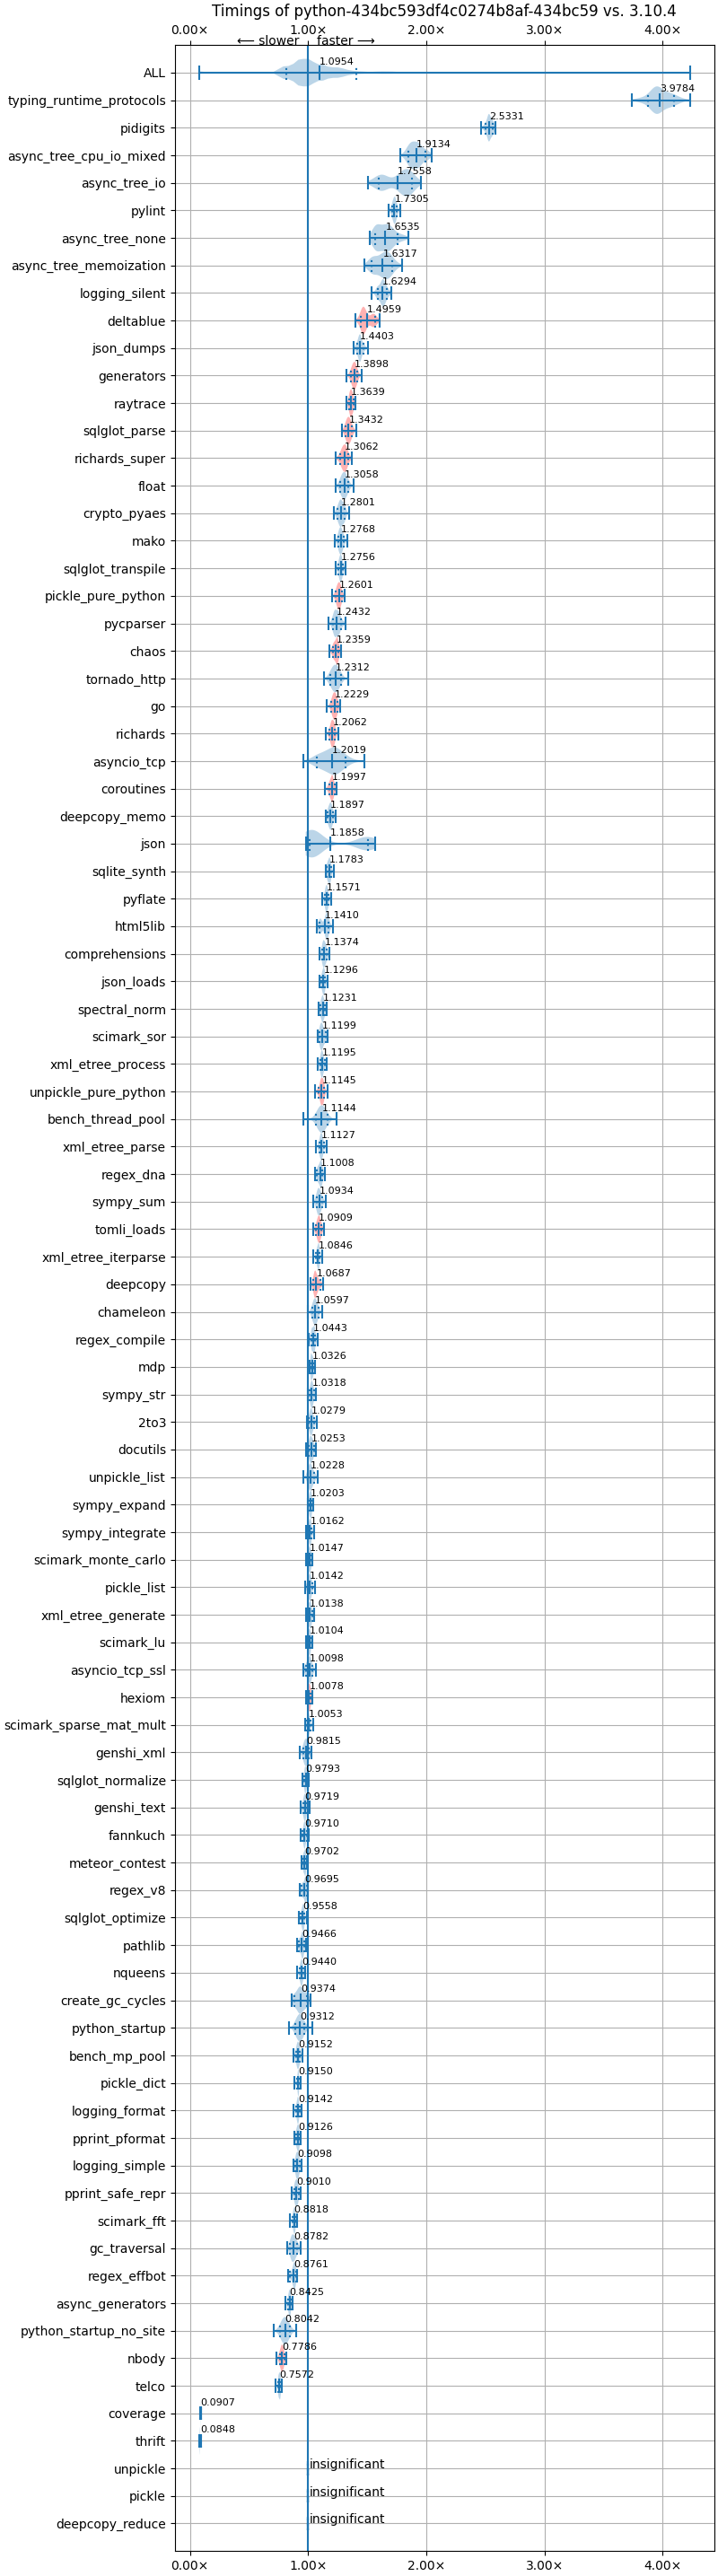 Timings of python-434bc593df4c0274b8af-434bc59 vs. 3.10.4
0.00× 1.00× 2.00× 3.00× 4.00×
⟵ slower faster ⟶
ALL 1.0954
typing_runtime_protocols 3.9784
pidigits 2.5331
async_tree_cpu_io_mixed 1.9134
async_tree_io 1.7558
pylint 1.7305
async_tree_none 1.6535
async_tree_memoization 1.6317
logging_silent 1.6294
deltablue 1.4959
json_dumps 1.4403
generators 1.3898
raytrace 1.3639
sqlglot_parse 1.3432
richards_super 1.3062
float 1.3058
crypto_pyaes 1.2801
mako 1.2768
sqlglot_transpile 1.2756
pickle_pure_python 1.2601
pycparser 1.2432
chaos 1.2359
tornado_http 1.2312
go 1.2229
richards 1.2062
asyncio_tcp 1.2019
coroutines 1.1997
deepcopy_memo 1.1897
json 1.1858
sqlite_synth 1.1783
pyflate 1.1571
html5lib 1.1410
comprehensions 1.1374
json_loads 1.1296
spectral_norm 1.1231
scimark_sor 1.1199
xml_etree_process 1.1195
unpickle_pure_python 1.1145
bench_thread_pool 1.1144
xml_etree_parse 1.1127
regex_dna 1.1008
sympy_sum 1.0934
tomli_loads 1.0909
xml_etree_iterparse 1.0846
deepcopy 1.0687
chameleon 1.0597
regex_compile 1.0443
mdp 1.0326
sympy_str 1.0318
2to3 1.0279
docutils 1.0253
unpickle_list 1.0228
sympy_expand 1.0203
sympy_integrate 1.0162
scimark_monte_carlo 1.0147
pickle_list 1.0142
xml_etree_generate 1.0138
scimark_lu 1.0104
asyncio_tcp_ssl 1.0098
hexiom 1.0078
scimark_sparse_mat_mult 1.0053
genshi_xml 0.9815
sqlglot_normalize 0.9793
genshi_text 0.9719
fannkuch 0.9710
meteor_contest 0.9702
regex_v8 0.9695
sqlglot_optimize 0.9558
pathlib 0.9466
nqueens 0.9440
create_gc_cycles 0.9374
python_startup 0.9312
bench_mp_pool 0.9152
pickle_dict 0.9150
logging_format 0.9142
pprint_pformat 0.9126
logging_simple 0.9098
pprint_safe_repr 0.9010
scimark_fft 0.8818
gc_traversal 0.8782
regex_effbot 0.8761
async_generators 0.8425
python_startup_no_site 0.8042
nbody 0.7786
telco 0.7572
coverage 0.0907
thrift 0.0848
unpickle insignificant
pickle insignificant
deepcopy_reduce insignificant
0.00× 1.00× 2.00× 3.00× 4.00×